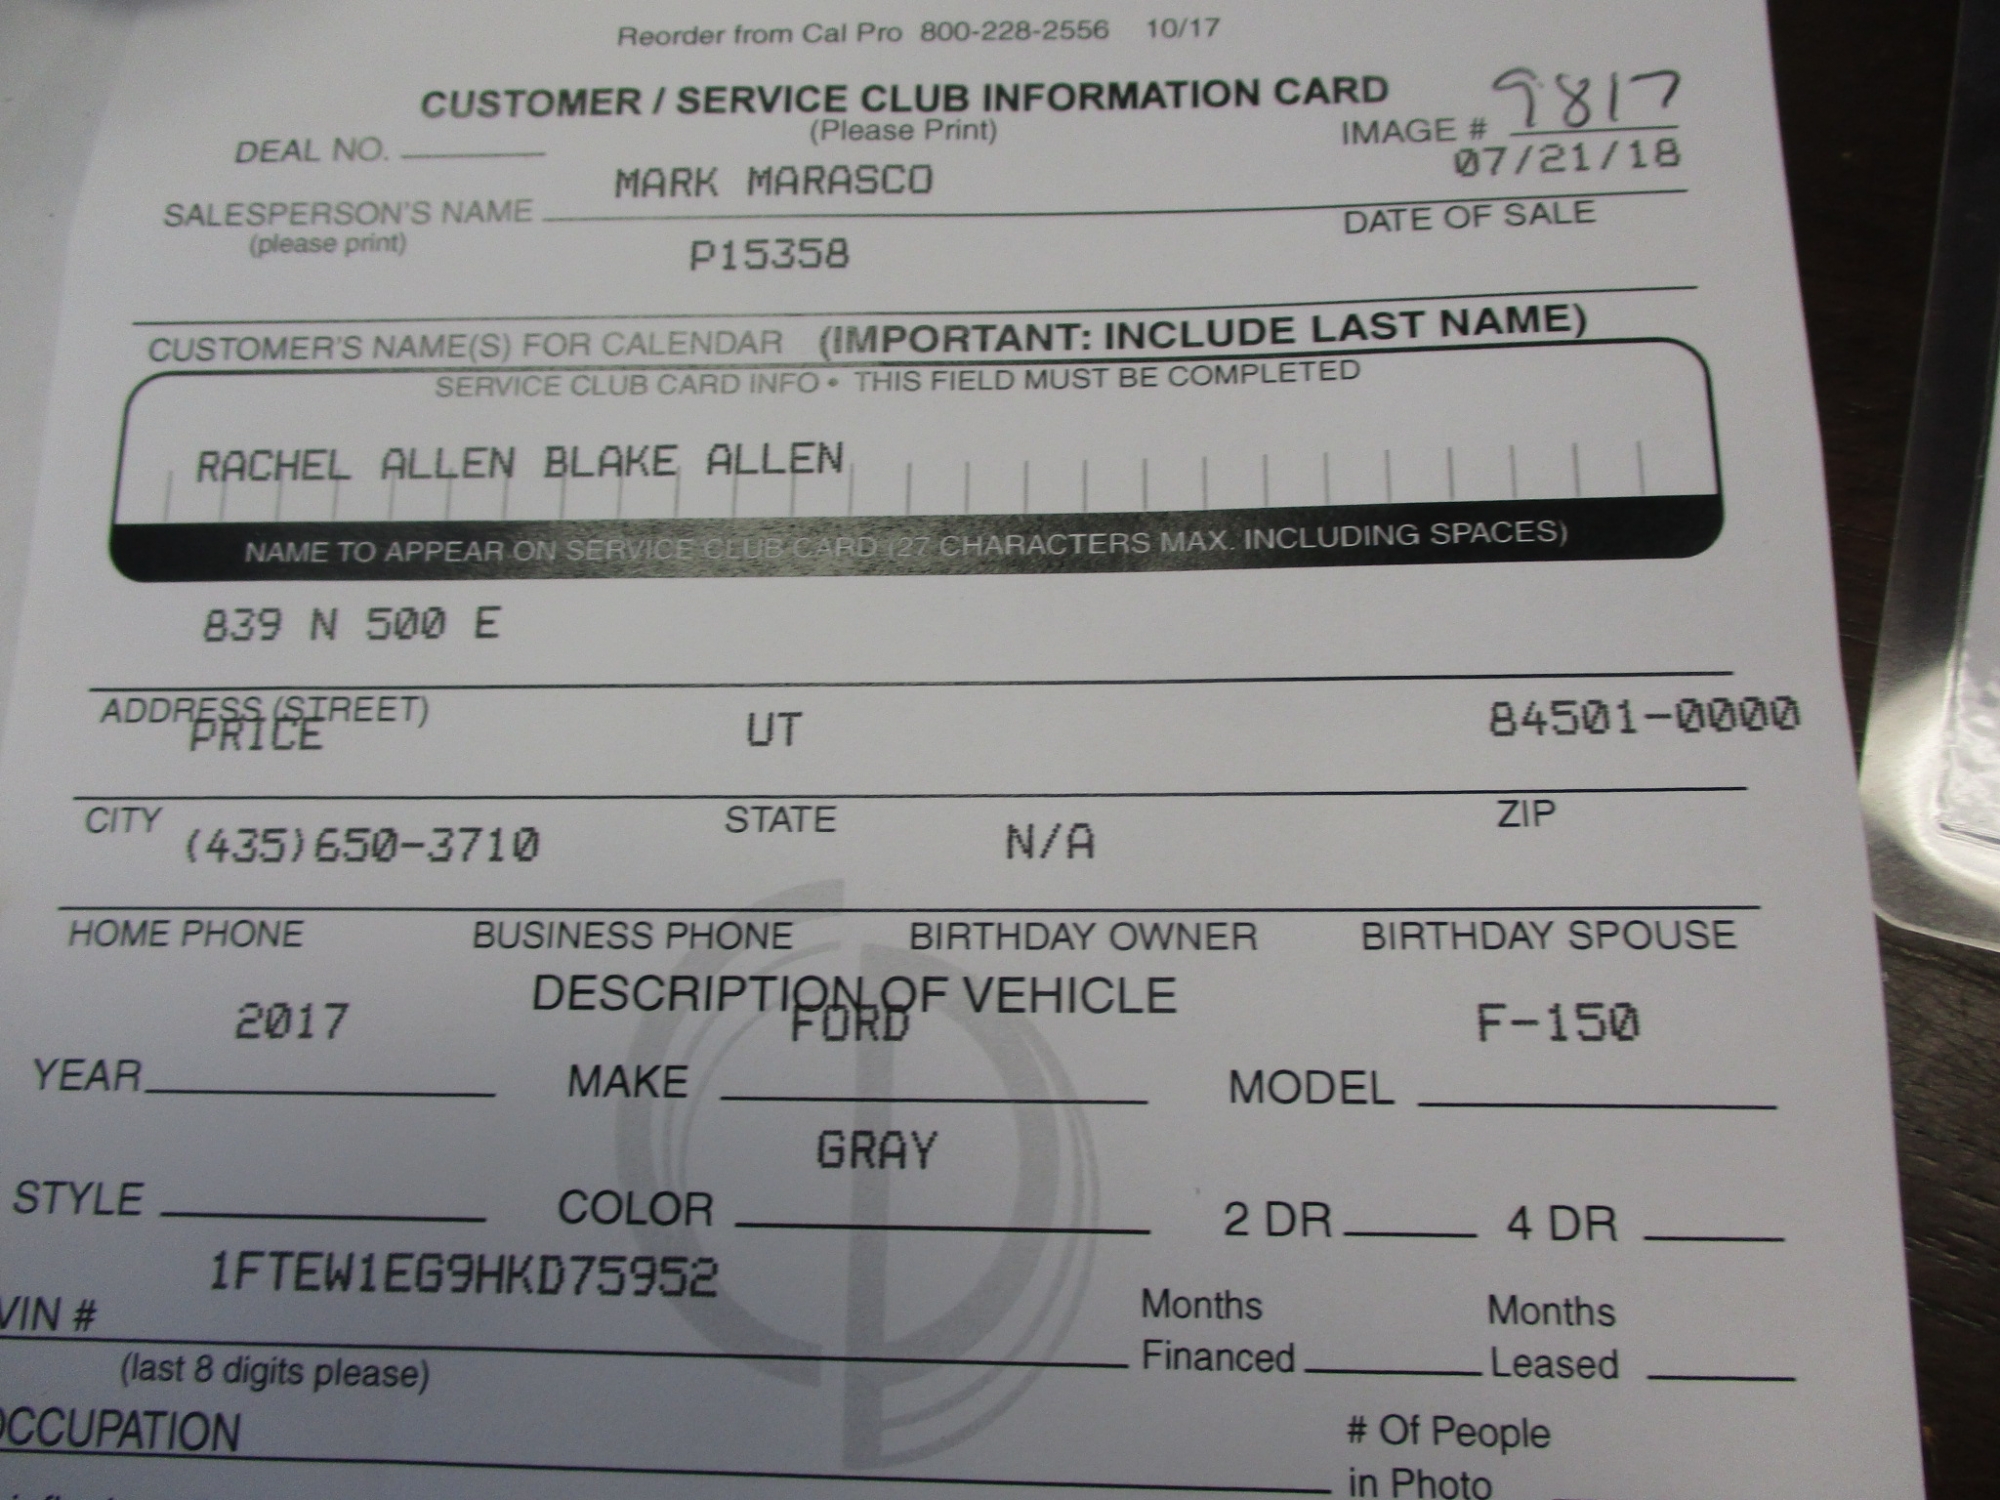 Reorder from Cal Pro 800-228-2556 10/17
CUSTOMER / SERVICE CLUB INFORMATION CARD
(Please Print)
IMAGE # 9817
DEAL NO.
07/21/18
MARK MARASCO
SALESPERSON'S NAME
DATE OF SALE
(please print)
P15358
CUSTOMER'S NAME(S) FOR CALENDAR (IMPORTANT: INCLUDE LAST NAME)
SERVICE CLUB CARD INFO • THIS FIELD MUST BE COMPLETED
RACHEL ALLEN BLAKE ALLEN
NAME TO APPEAR ON SERVICE CLUB CARD (27 CHARACTERS MAX. INCLUDING SPACES)
839 N 500 E
ADDRESS (STREET)
PRICE UT 84501-0000
CITY STATE ZIP
(435)650-3710 N/A
HOME PHONE BUSINESS PHONE BIRTHDAY OWNER BIRTHDAY SPOUSE
DESCRIPTION OF VEHICLE
2017 FORD F-150
YEAR MAKE MODEL
GRAY
STYLE COLOR 2 DR 4 DR
1FTEW1EG9HKD75952
VIN #
(last 8 digits please)
Months Financed
Months Leased
OCCUPATION
# Of People
in Photo